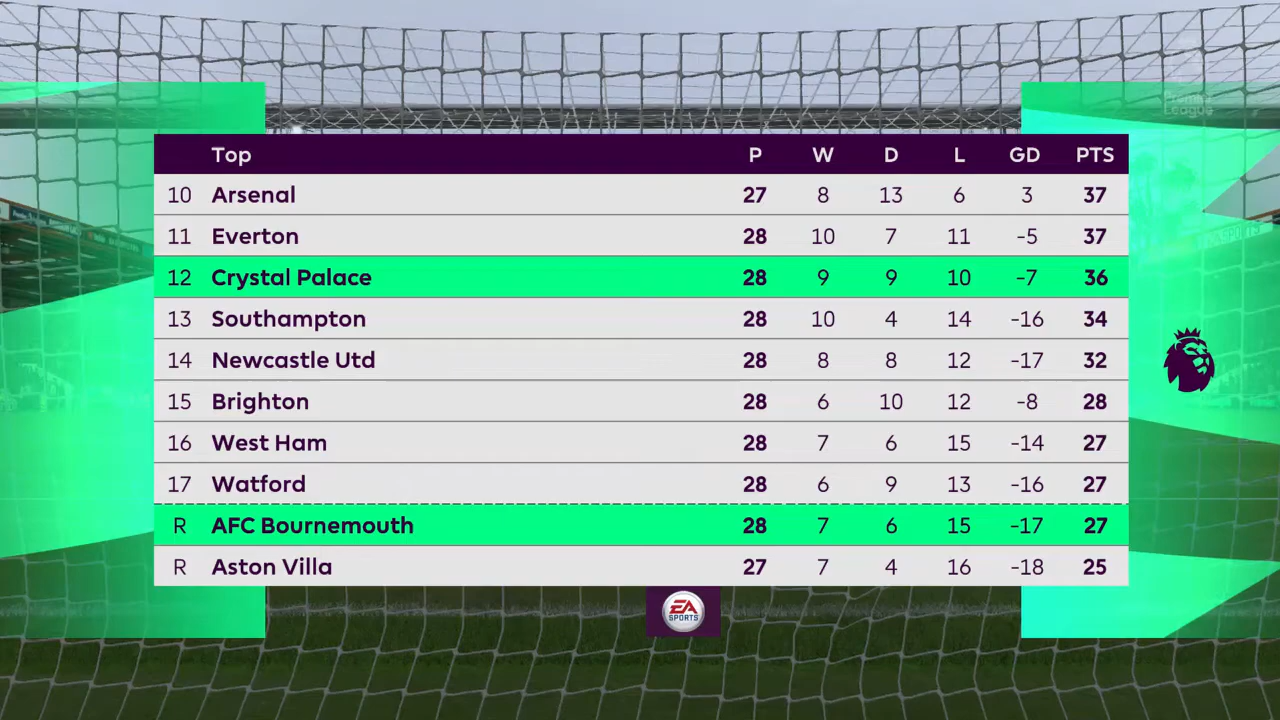 Premier
League
Top P W D L GD PTS
10 Arsenal 27 8 13 6 3 37
11 Everton 28 10 7 11 -5 37
12 Crystal Palace 28 9 9 10 -7 36
13 Southampton 28 10 4 14 -16 34
14 Newcastle Utd 28 8 8 12 -17 32
15 Brighton 28 6 10 12 -8 28
16 West Ham 28 7 6 15 -14 27
17 Watford 28 6 9 13 -16 27
R AFC Bournemouth 28 7 6 15 -17 27
R Aston Villa 27 7 4 16 -18 25
EA
SPORTS